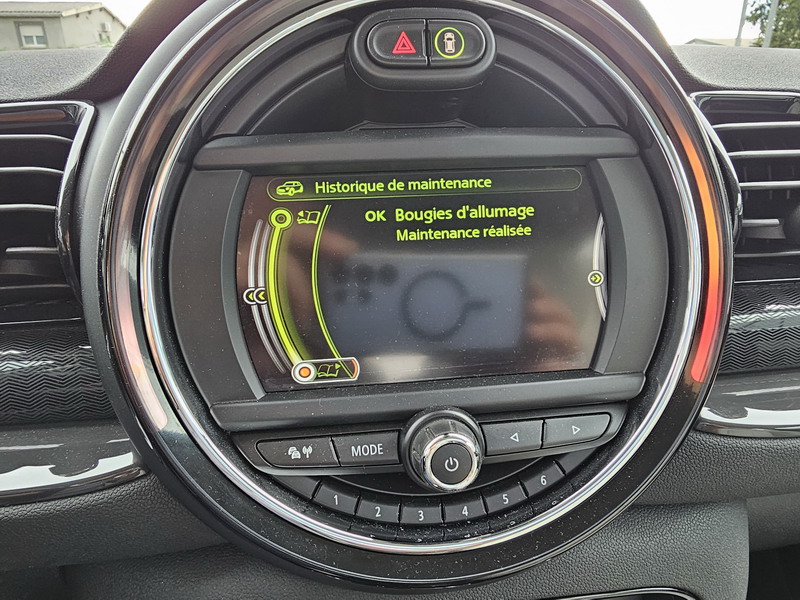 Historique de maintenance
OK Bougies d'allumage
Maintenance réalisée
MODE
1 2 3 4 5 6